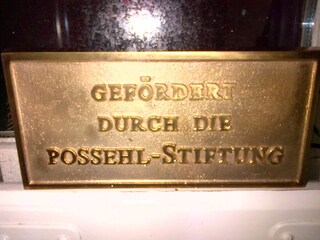 GEFÖRDERT
DURCH DIE
POSSEHL-STIFTUNG